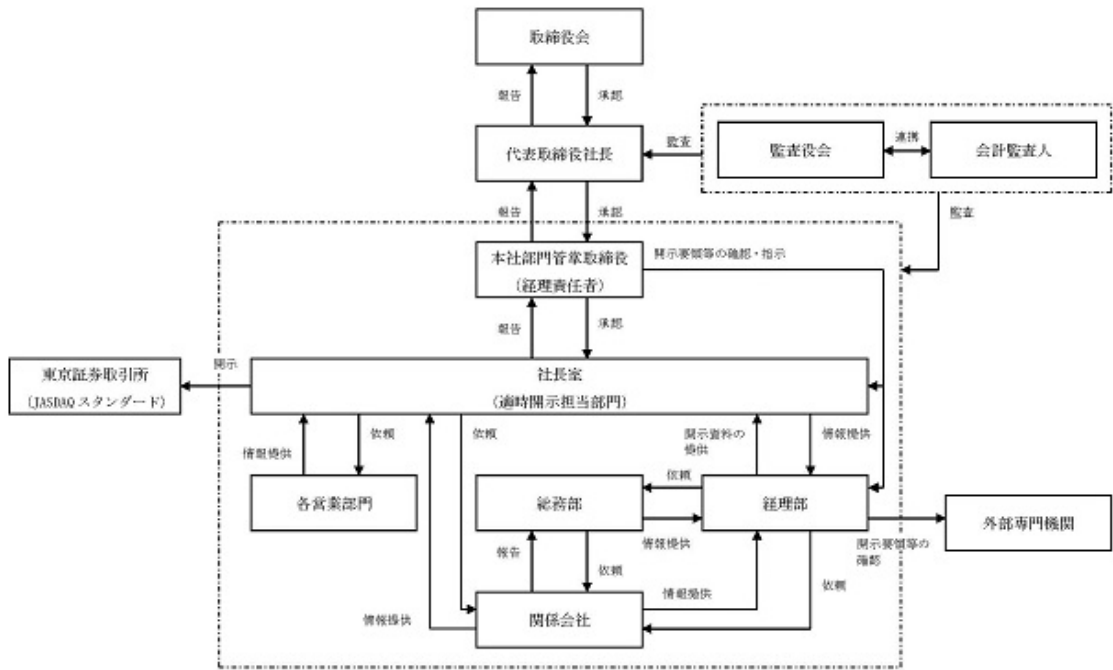 取締役会
報告
承認
代表取締役社長
監査
監査役会
連携
会計監査人
報告
承認
監査
本社部門管掌取締役
(経理責任者)
開示要領等の確認・指示
報告
承認
東京証券取引所
(JASDAQ スタンダード)
開示
社長室
(適時開示担当部門)
情報提供
依頼
依頼
開示資料の
提供
情報提供
各営業部門
総務部
依頼
情報提供
経理部
開示要領等の
確認
外部専門機関
報告
依頼
情報提供
依頼
情報提供
関係会社